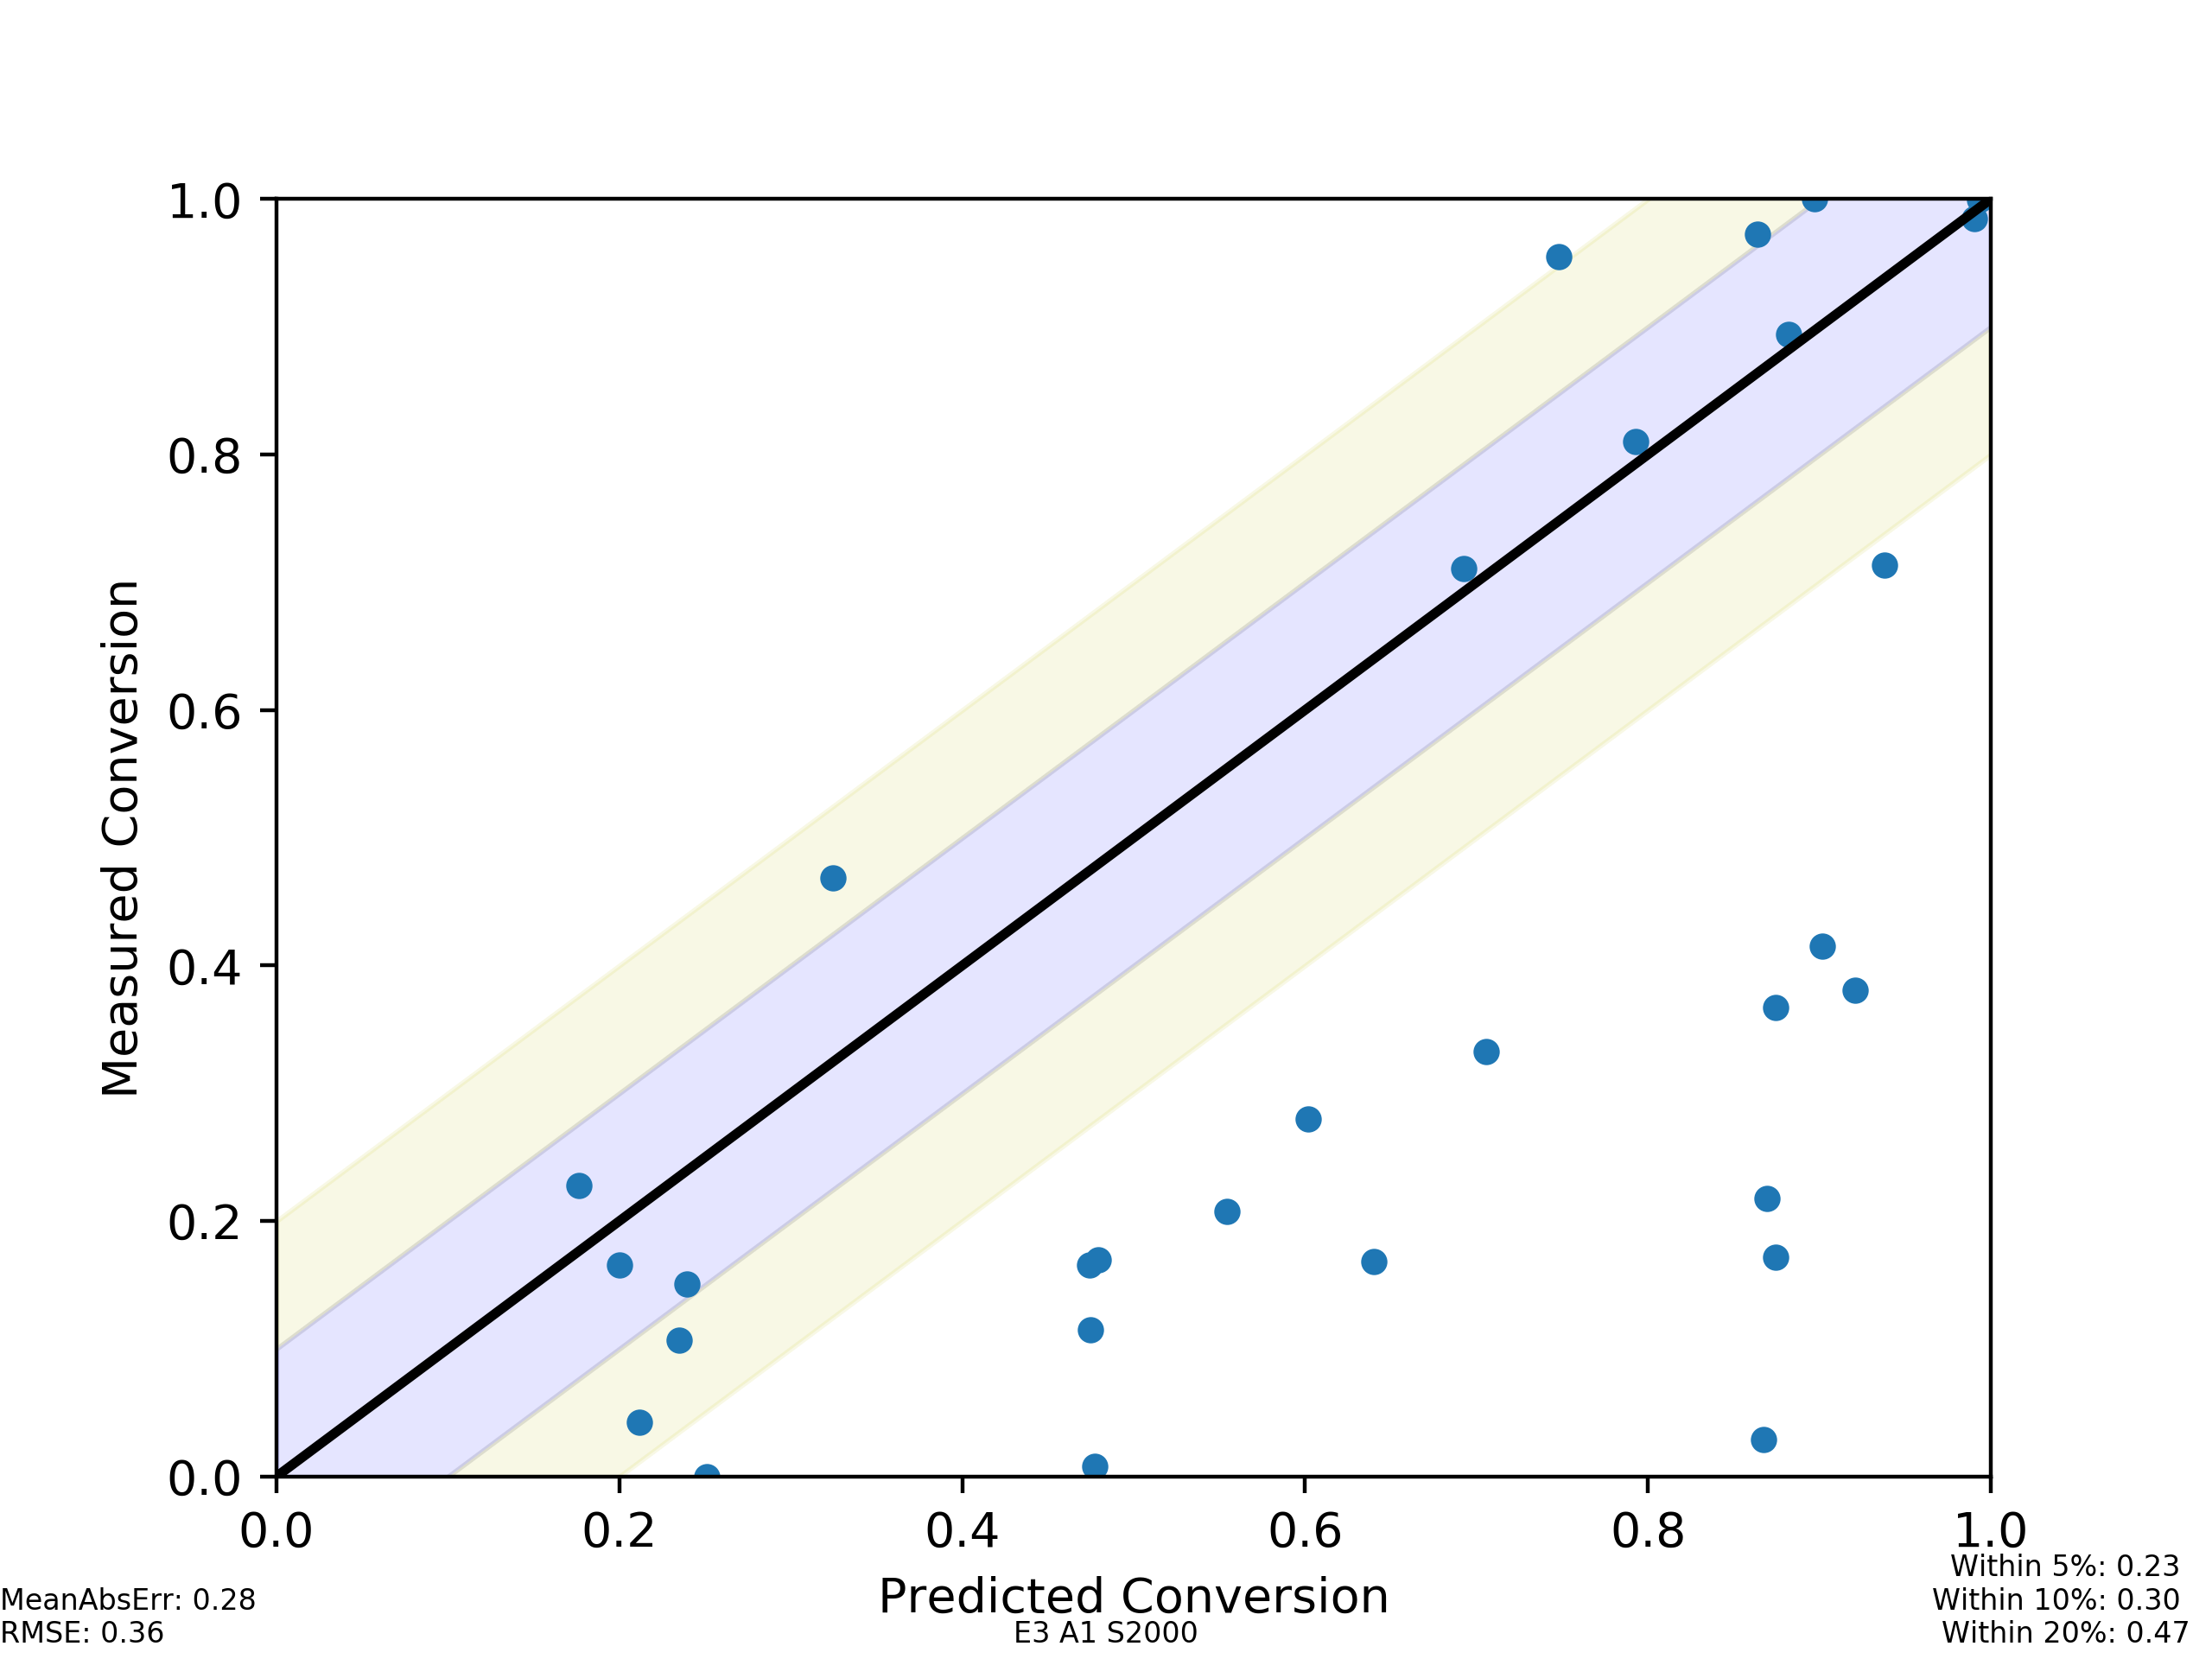 1.0
0.8
0.6
0.4
0.2
0.0
Measured Conversion
0.0 0.2 0.4 0.6 0.8 1.0
Predicted Conversion
E3 A1 S2000
MeanAbsErr: 0.28
RMSE: 0.36
Within 5%: 0.23
Within 10%: 0.30
Within 20%: 0.47